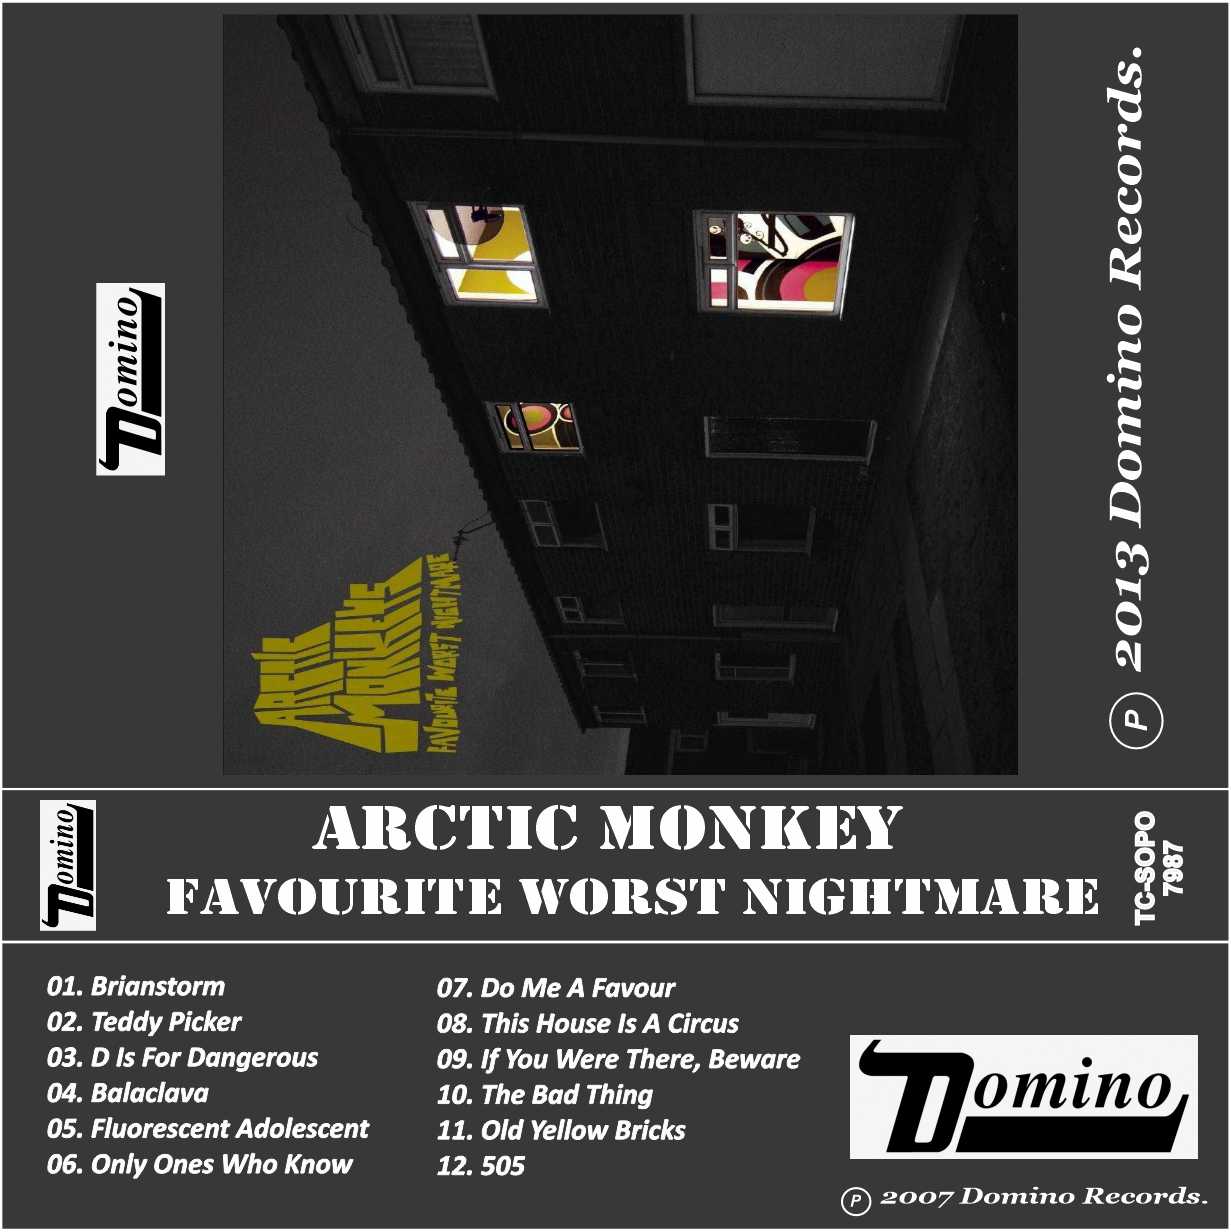 Domino
ARCTIC
MONKEYS
FAVOURITE WORST NIGHTMARE
Ⓟ 2013 Domino Records.
Domino
ARCTIC MONKEY
FAVOURITE WORST NIGHTMARE
TC-SOPO
7987
01. Brianstorm
02. Teddy Picker
03. D Is For Dangerous
04. Balaclava
05. Fluorescent Adolescent
06. Only Ones Who Know
07. Do Me A Favour
08. This House Is A Circus
09. If You Were There, Beware
10. The Bad Thing
11. Old Yellow Bricks
12. 505
Domino
Ⓟ 2007 Domino Records.